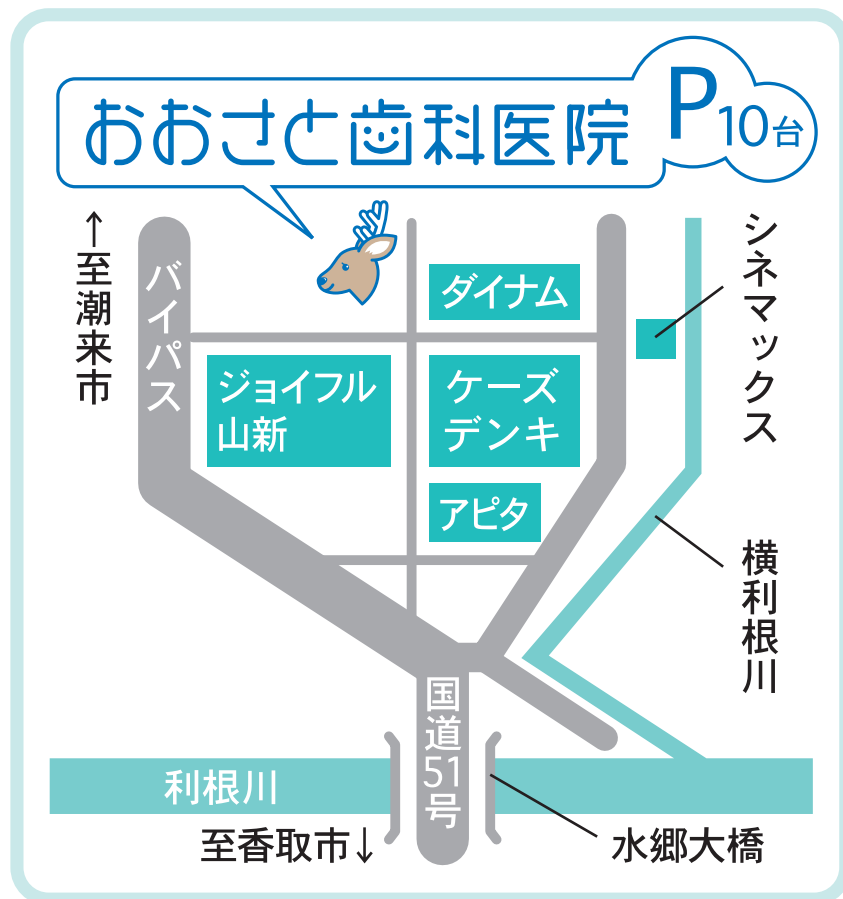 おおさと歯科医院
P10台
↑至潮来市
バイパス
シネマックス
ダイナム
ジョイフル
山新
ケーズ
デンキ
アピタ
横利根川
国道51号
利根川
至香取市↓
水郷大橋